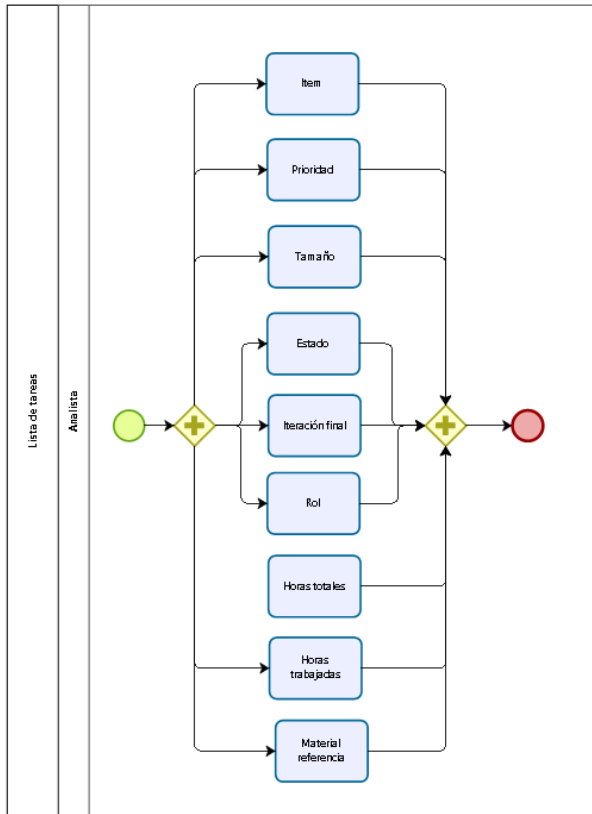 Lista de tareas
Analista
Item
Prioridad
Tamaño
Estado
Iteración final
Rol
Horas totales
Horas
trabajadas
Material
referencia